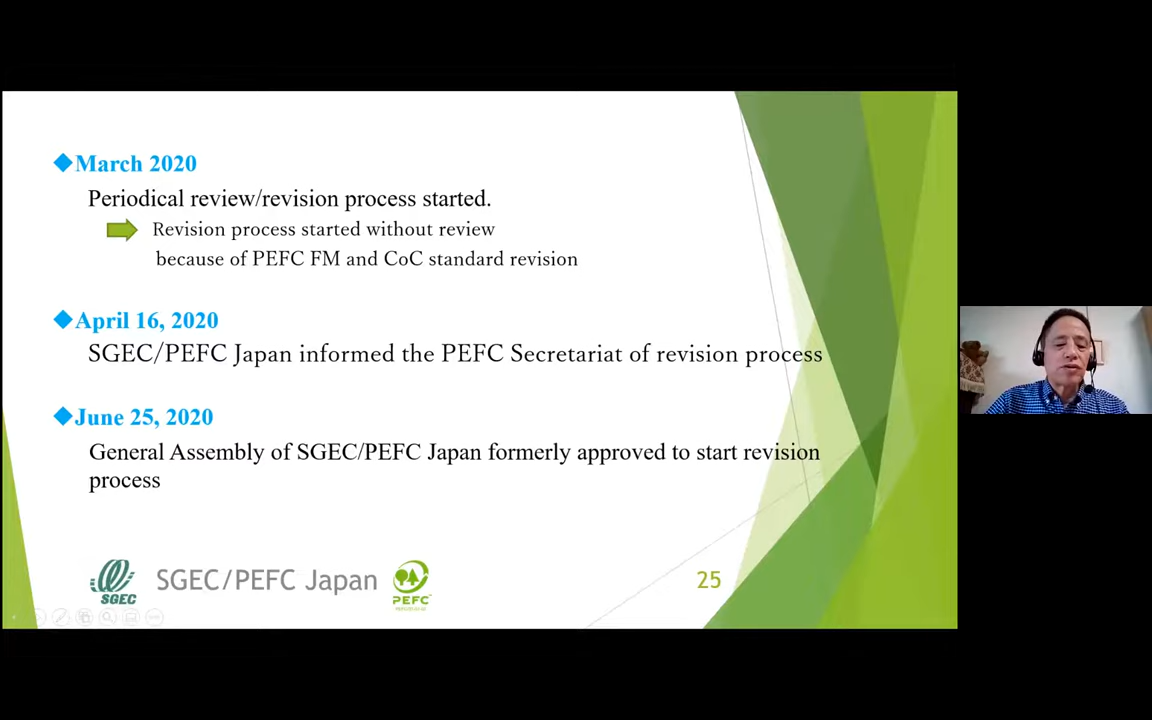 ◆March 2020
Periodical review/revision process started.
Revision process started without review
because of PEFC FM and CoC standard revision
◆April 16, 2020
SGEC/PEFC Japan informed the PEFC Secretariat of revision process
◆June 25, 2020
General Assembly of SGEC/PEFC Japan formerly approved to start revision
process
SGEC
SGEC/PEFC Japan
PEFC
25